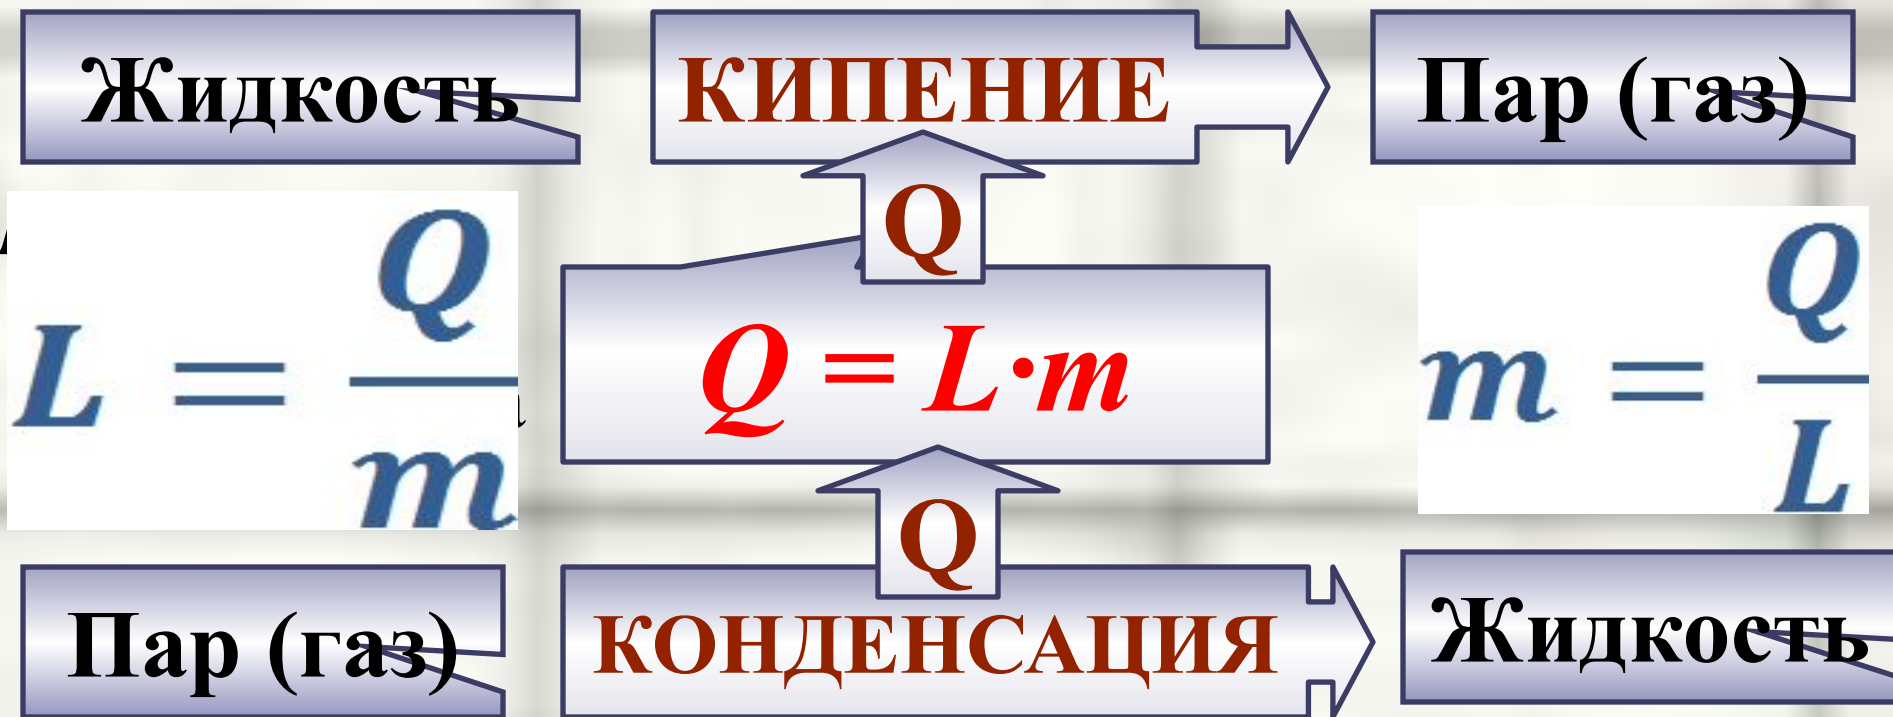 Жидкость
КИПЕНИЕ
Пар (газ)
Q
L = Q/m
Q = L·m
m = Q/L
Q
Пар (газ)
КОНДЕНСАЦИЯ
Жидкость